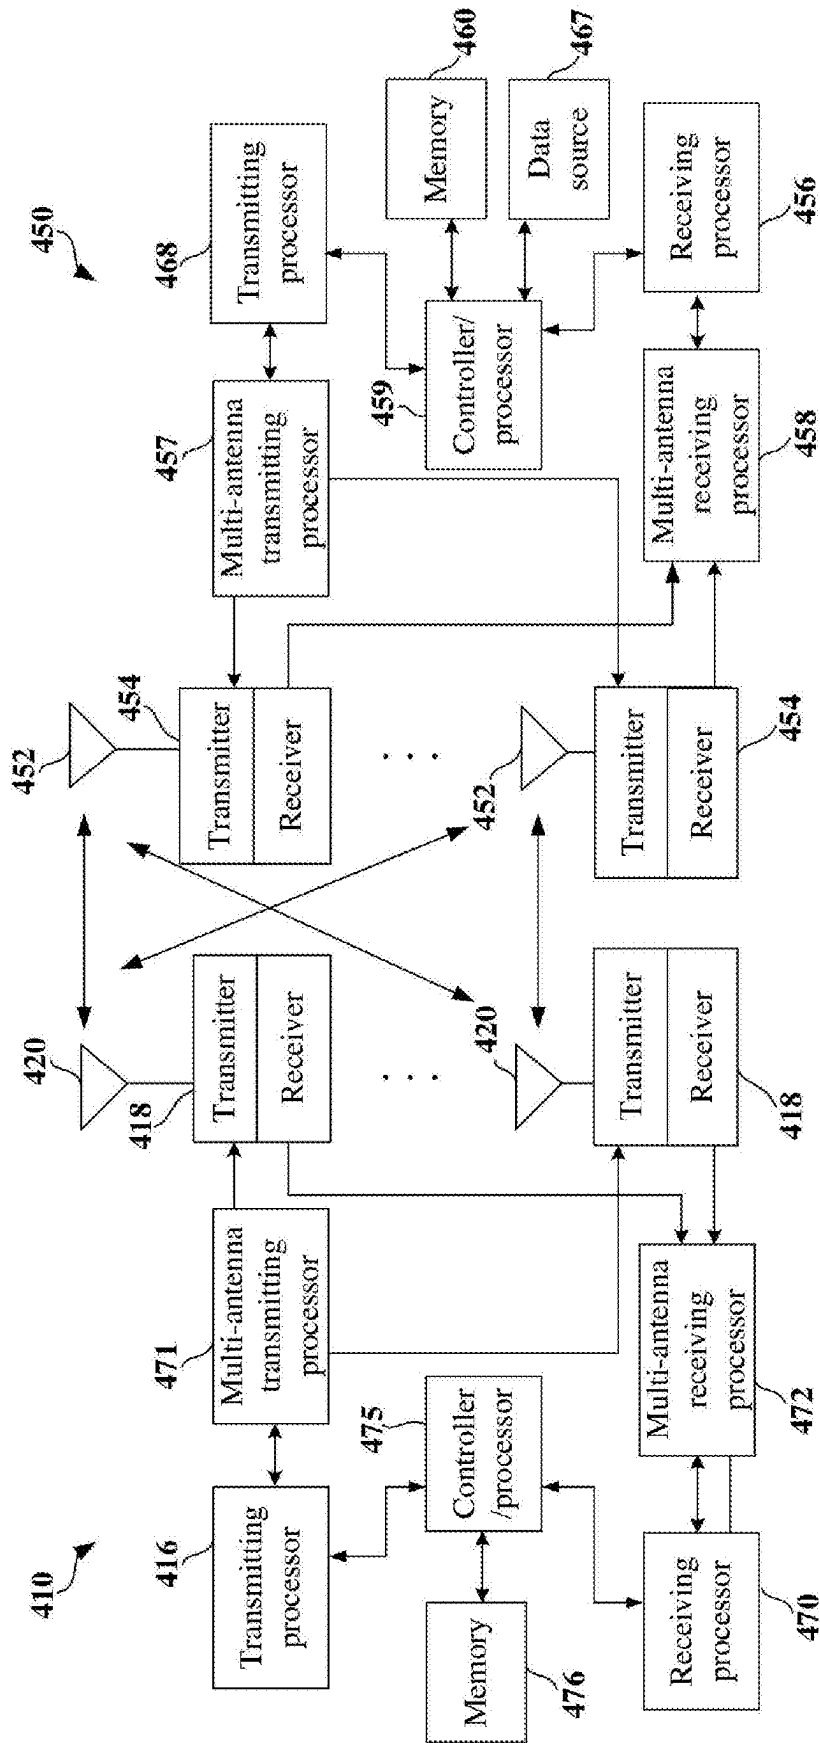 410
450
420
452
416
Transmitting
processor
471
Multi-antenna
transmitting
processor
418
Transmitter
Receiver
454
Transmitter
Receiver
457
Multi-antenna
transmitting
processor
468
Transmitting
processor
Memory
476
475
Controller
/processor
. . .
. . .
459
Controller/
processor
Memory
460
Data
source
467
420
452
Receiving
processor
470
Multi-antenna
receiving
processor
472
Transmitter
Receiver
418
Transmitter
Receiver
454
Multi-antenna
receiving
processor
458
Receiving
processor
456